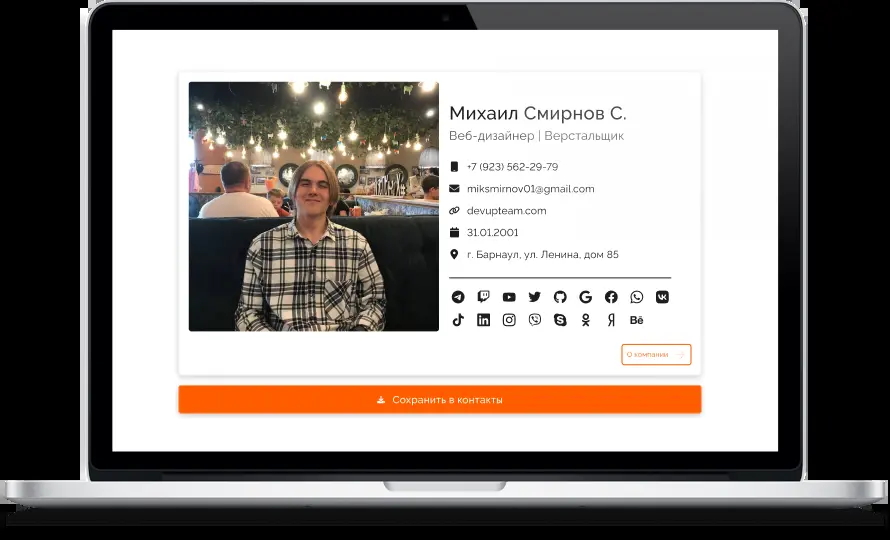 Михаил Смирнов С.
Веб-дизайнер | Верстальщик
+7 (923) 562-29-79
miksmirnov01@gmail.com
devupteam.com
31.01.2001
г. Барнаул, ул. Ленина, дом 85
Bē
О компании
Сохранить в контакты